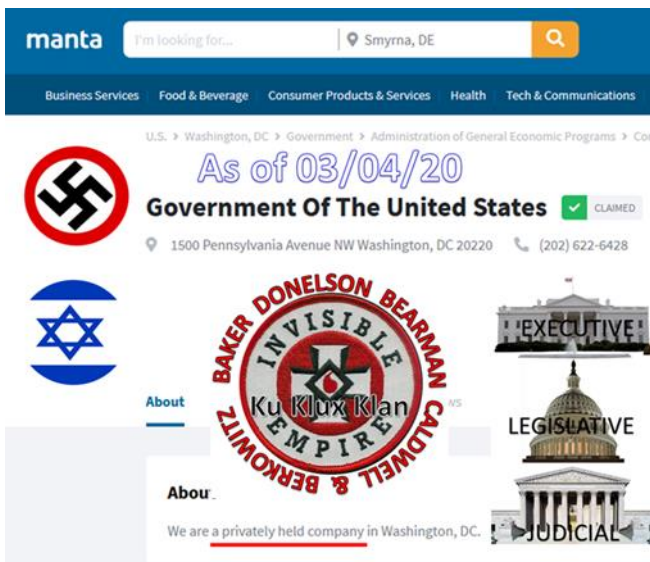 manta
I'm looking for...
Smyrna, DE
Business Services Food & Beverage Consumer Products & Services Health Tech & Communications
U.S. > Washington, DC > Government > Administration of General Economic Programs > Co
As of 03/04/20
Government Of The United States
CLAIMED
1500 Pennsylvania Avenue NW Washington, DC 20220
(202) 622-6428
BAKER DONELSON BEARMAN CALDWELL & BERKOWITZ
INVISIBLE
Ku Klux Klan
EMPIRE
EXECUTIVE
LEGISLATIVE
JUDICIAL
About
ws
Abou
We are a privately held company in Washington, DC.